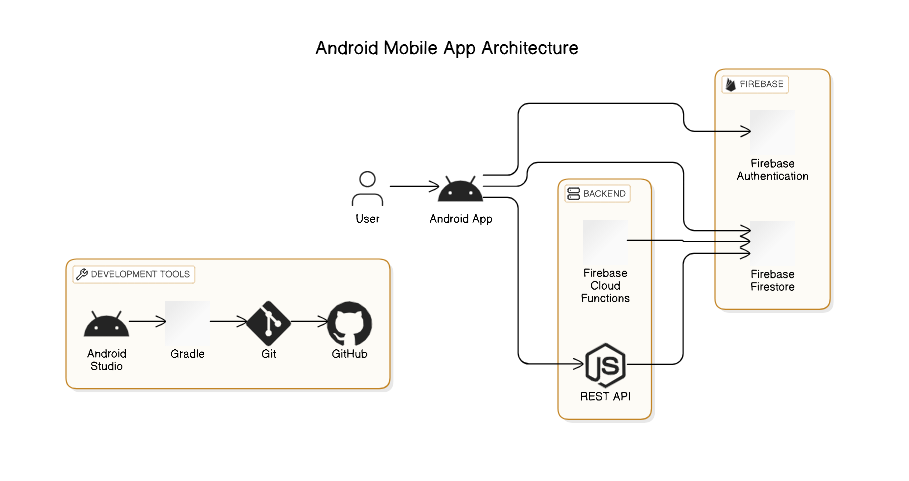 Android Mobile App Architecture
FIREBASE
Firebase
Authentication
User
Android App
BACKEND
Firebase
Cloud
Functions
Firebase
Firestore
DEVELOPMENT TOOLS
Android
Studio
Gradle
Git
GitHub
JS
REST API